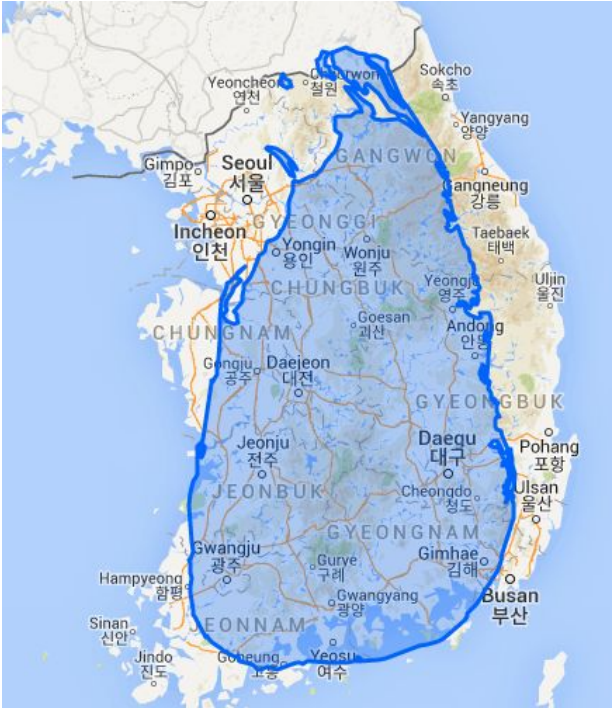 Sokcho
속초
Yeoncheon
연천
Cheorwon
철원
Yangyang
양양
GANGWON
Gimpo
김포
Seoul
서울
Gangneung
강릉
Incheon
인천
GYEONGGI
Yongin
용인
Wonju
원주
Taebaek
태백
CHUNGBUK
Yeongju
영주
Uljin
울진
Goesan
괴산
Andong
안동
CHUNGNAM
Gongju
공주
Daejeon
대전
GYEONGBUK
Jeonju
전주
Daegu
대구
Pohang
포항
JEONBUK
Cheongdo
청도
Ulsan
울산
GYEONGNAM
Gwangju
광주
Gurye
구례
Gimhae
김해
Hampyeong
함평
Gwangyang
광양
Busan
부산
Sinan
신안
JEONNAM
Jindo
진도
Goheung
고흥
Yeosu
여수